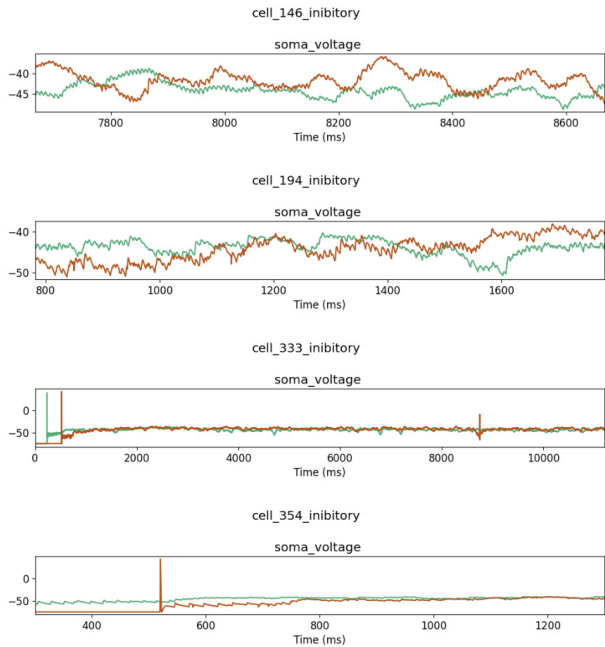 cell_146_inibitory
soma_voltage
−40
−45
7800 8000 8200 8400 8600
Time (ms)
cell_194_inibitory
soma_voltage
−40
−50
800 1000 1200 1400 1600
Time (ms)
cell_333_inibitory
soma_voltage
0
−50
0 2000 4000 6000 8000 10000
Time (ms)
cell_354_inibitory
soma_voltage
0
−50
400 600 800 1000 1200
Time (ms)